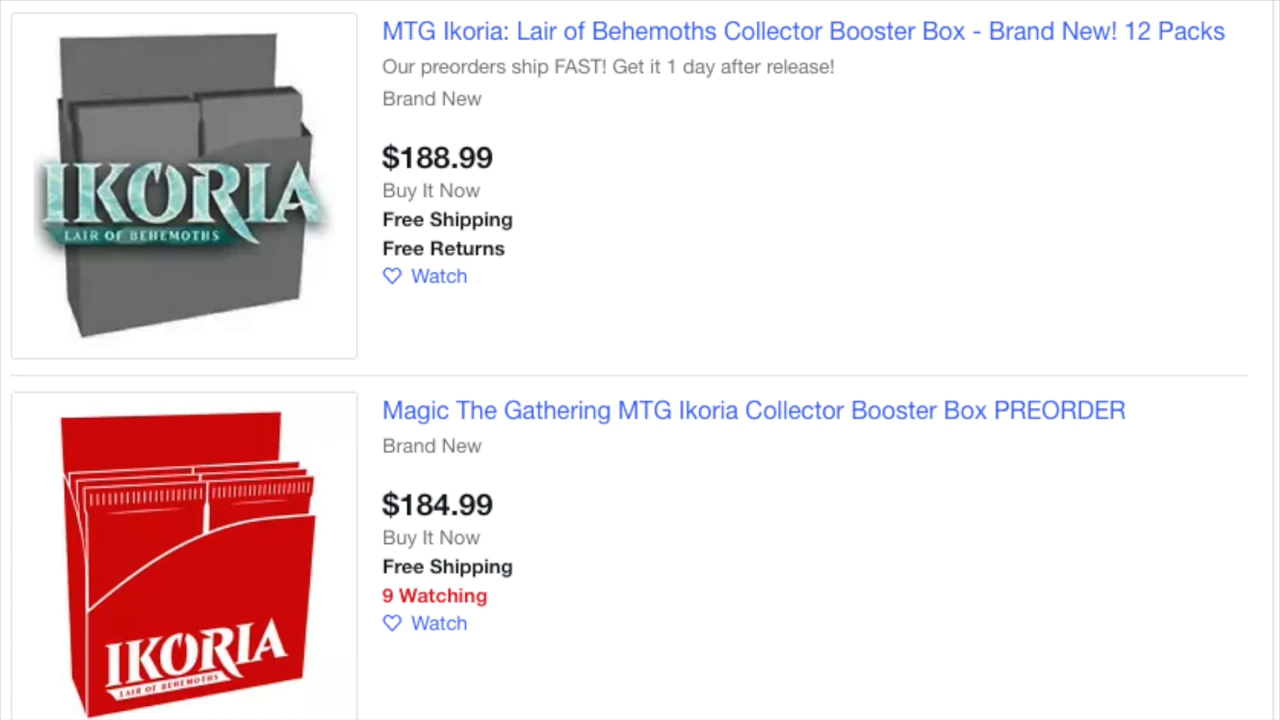 MTG Ikoria: Lair of Behemoths Collector Booster Box - Brand New! 12 Packs
Our preorders ship FAST! Get it 1 day after release!
Brand New
$188.99
Buy It Now
Free Shipping
Free Returns
Watch
IKORIA
LAIR OF BEHEMOTHS
Magic The Gathering MTG Ikoria Collector Booster Box PREORDER
Brand New
$184.99
Buy It Now
Free Shipping
9 Watching
Watch
IKORIA
LAIR OF BEHEMOTHS